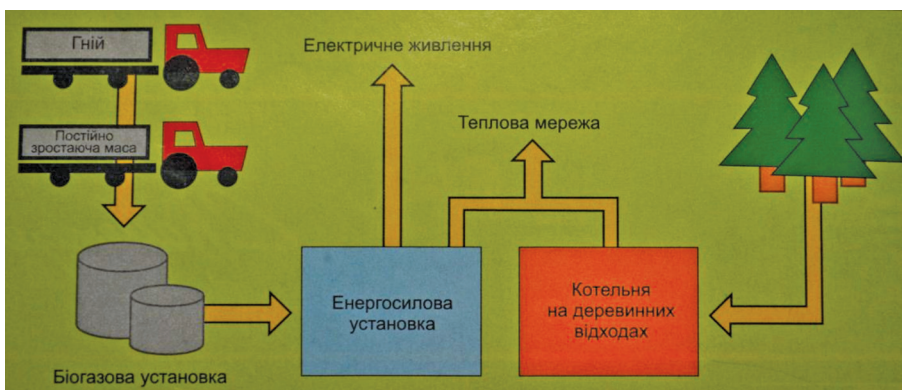 Гній
Електричне живлення
Теплова мережа
Постійно
зростаюча маса
Енергосилова
установка
Котельня
на деревинних
відходах
Біогазова установка